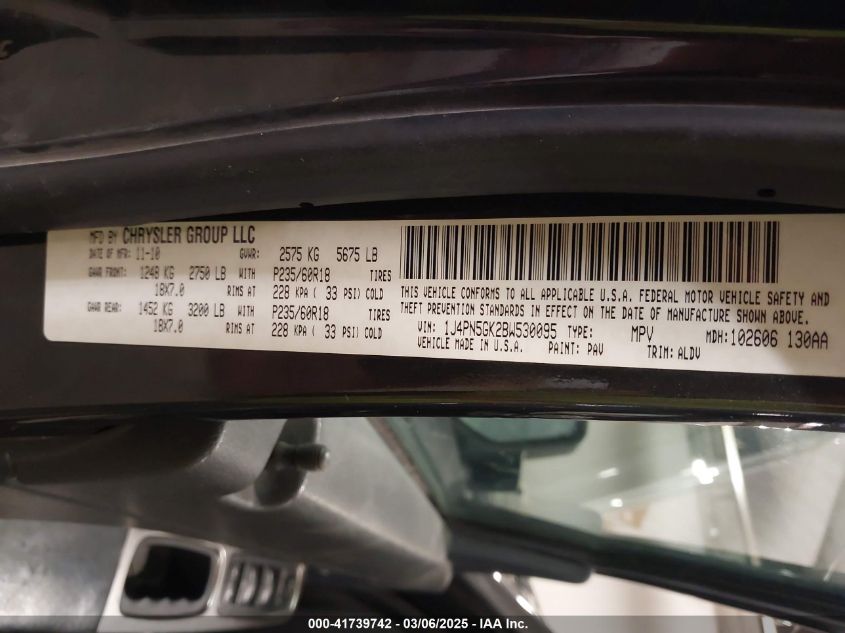 MFD BY CHRYSLER GROUP LLC
DATE OF MFR: 11-10 GVWR: 2575 KG 5675 LB
GAWR FRONT: 1248 KG 2750 LB WITH P235/60R18 TIRES
18X7.0 RIMS AT 228 KPA ( 33 PSI) COLD
GAWR REAR: 1452 KG 3200 LB WITH P235/60R18 TIRES
18X7.0 RIMS AT 228 KPA ( 33 PSI) COLD
THIS VEHICLE CONFORMS TO ALL APPLICABLE U.S.A. FEDERAL MOTOR VEHICLE SAFETY AND
THEFT PREVENTION STANDARDS IN EFFECT ON THE DATE OF MANUFACTURE SHOWN ABOVE.
VIN: 1J4PN5GK2BW530095 TYPE: MPV MDH: 102606 130AA
VEHICLE MADE IN U.S.A. PAINT: PAV TRIM: ALDV
000-41739742 — 03/06/2025 — IAA Inc.